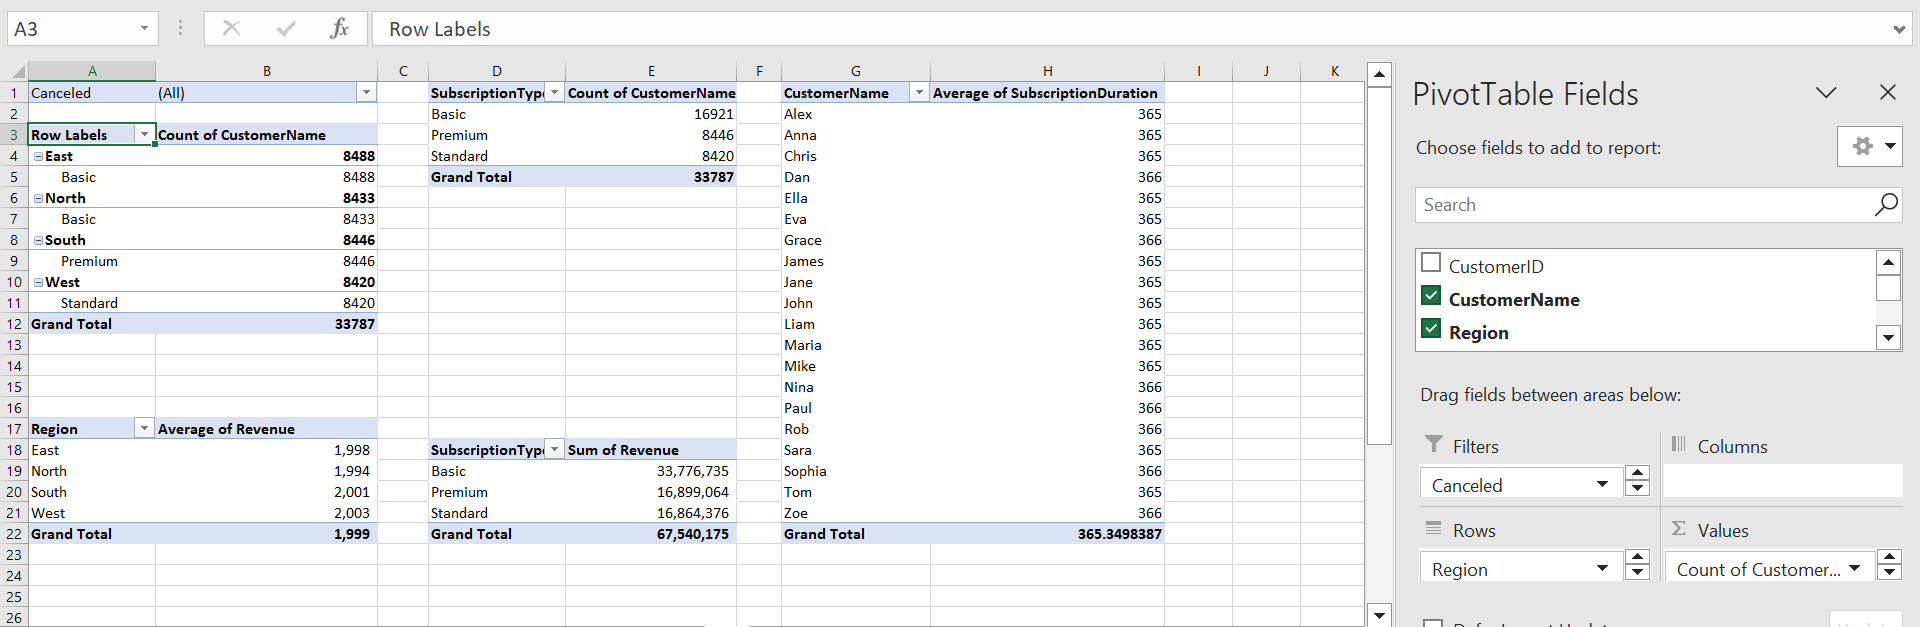 A3 fx Row Labels
A B C D E F G H I J K
1 Canceled (All) SubscriptionType Count of CustomerName CustomerName Average of SubscriptionDuration
2 Basic 16921 Alex 365
3 Row Labels Count of CustomerName Premium 8446 Anna 365
4 East 8488 Standard 8420 Chris 365
5 Basic 8488 Grand Total 33787 Dan 366
6 North 8433 Ella 365
7 Basic 8433 Eva 365
8 South 8446 Grace 366
9 Premium 8446 James 365
10 West 8420 Jane 365
11 Standard 8420 John 365
12 Grand Total 33787 Liam 365
13 Maria 365
14 Mike 365
15 Nina 366
16 Paul 366
17 Region Average of Revenue Rob 366
18 East 1,998 SubscriptionType Sum of Revenue Sara 365
19 North 1,994 Basic 33,776,735 Sophia 366
20 South 2,001 Premium 16,899,064 Tom 365
21 West 2,003 Standard 16,864,376 Zoe 366
22 Grand Total 1,999 Grand Total 67,540,175 Grand Total 365.3498387
23
24
25
26
PivotTable Fields
Choose fields to add to report:
Search
CustomerID
CustomerName
Region
Drag fields between areas below:
Filters Columns
Canceled
Rows Σ Values
Region Count of Customer...